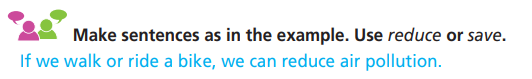 Make sentences as in the example. Use reduce or save.
If we walk or ride a bike, we can reduce air pollution.